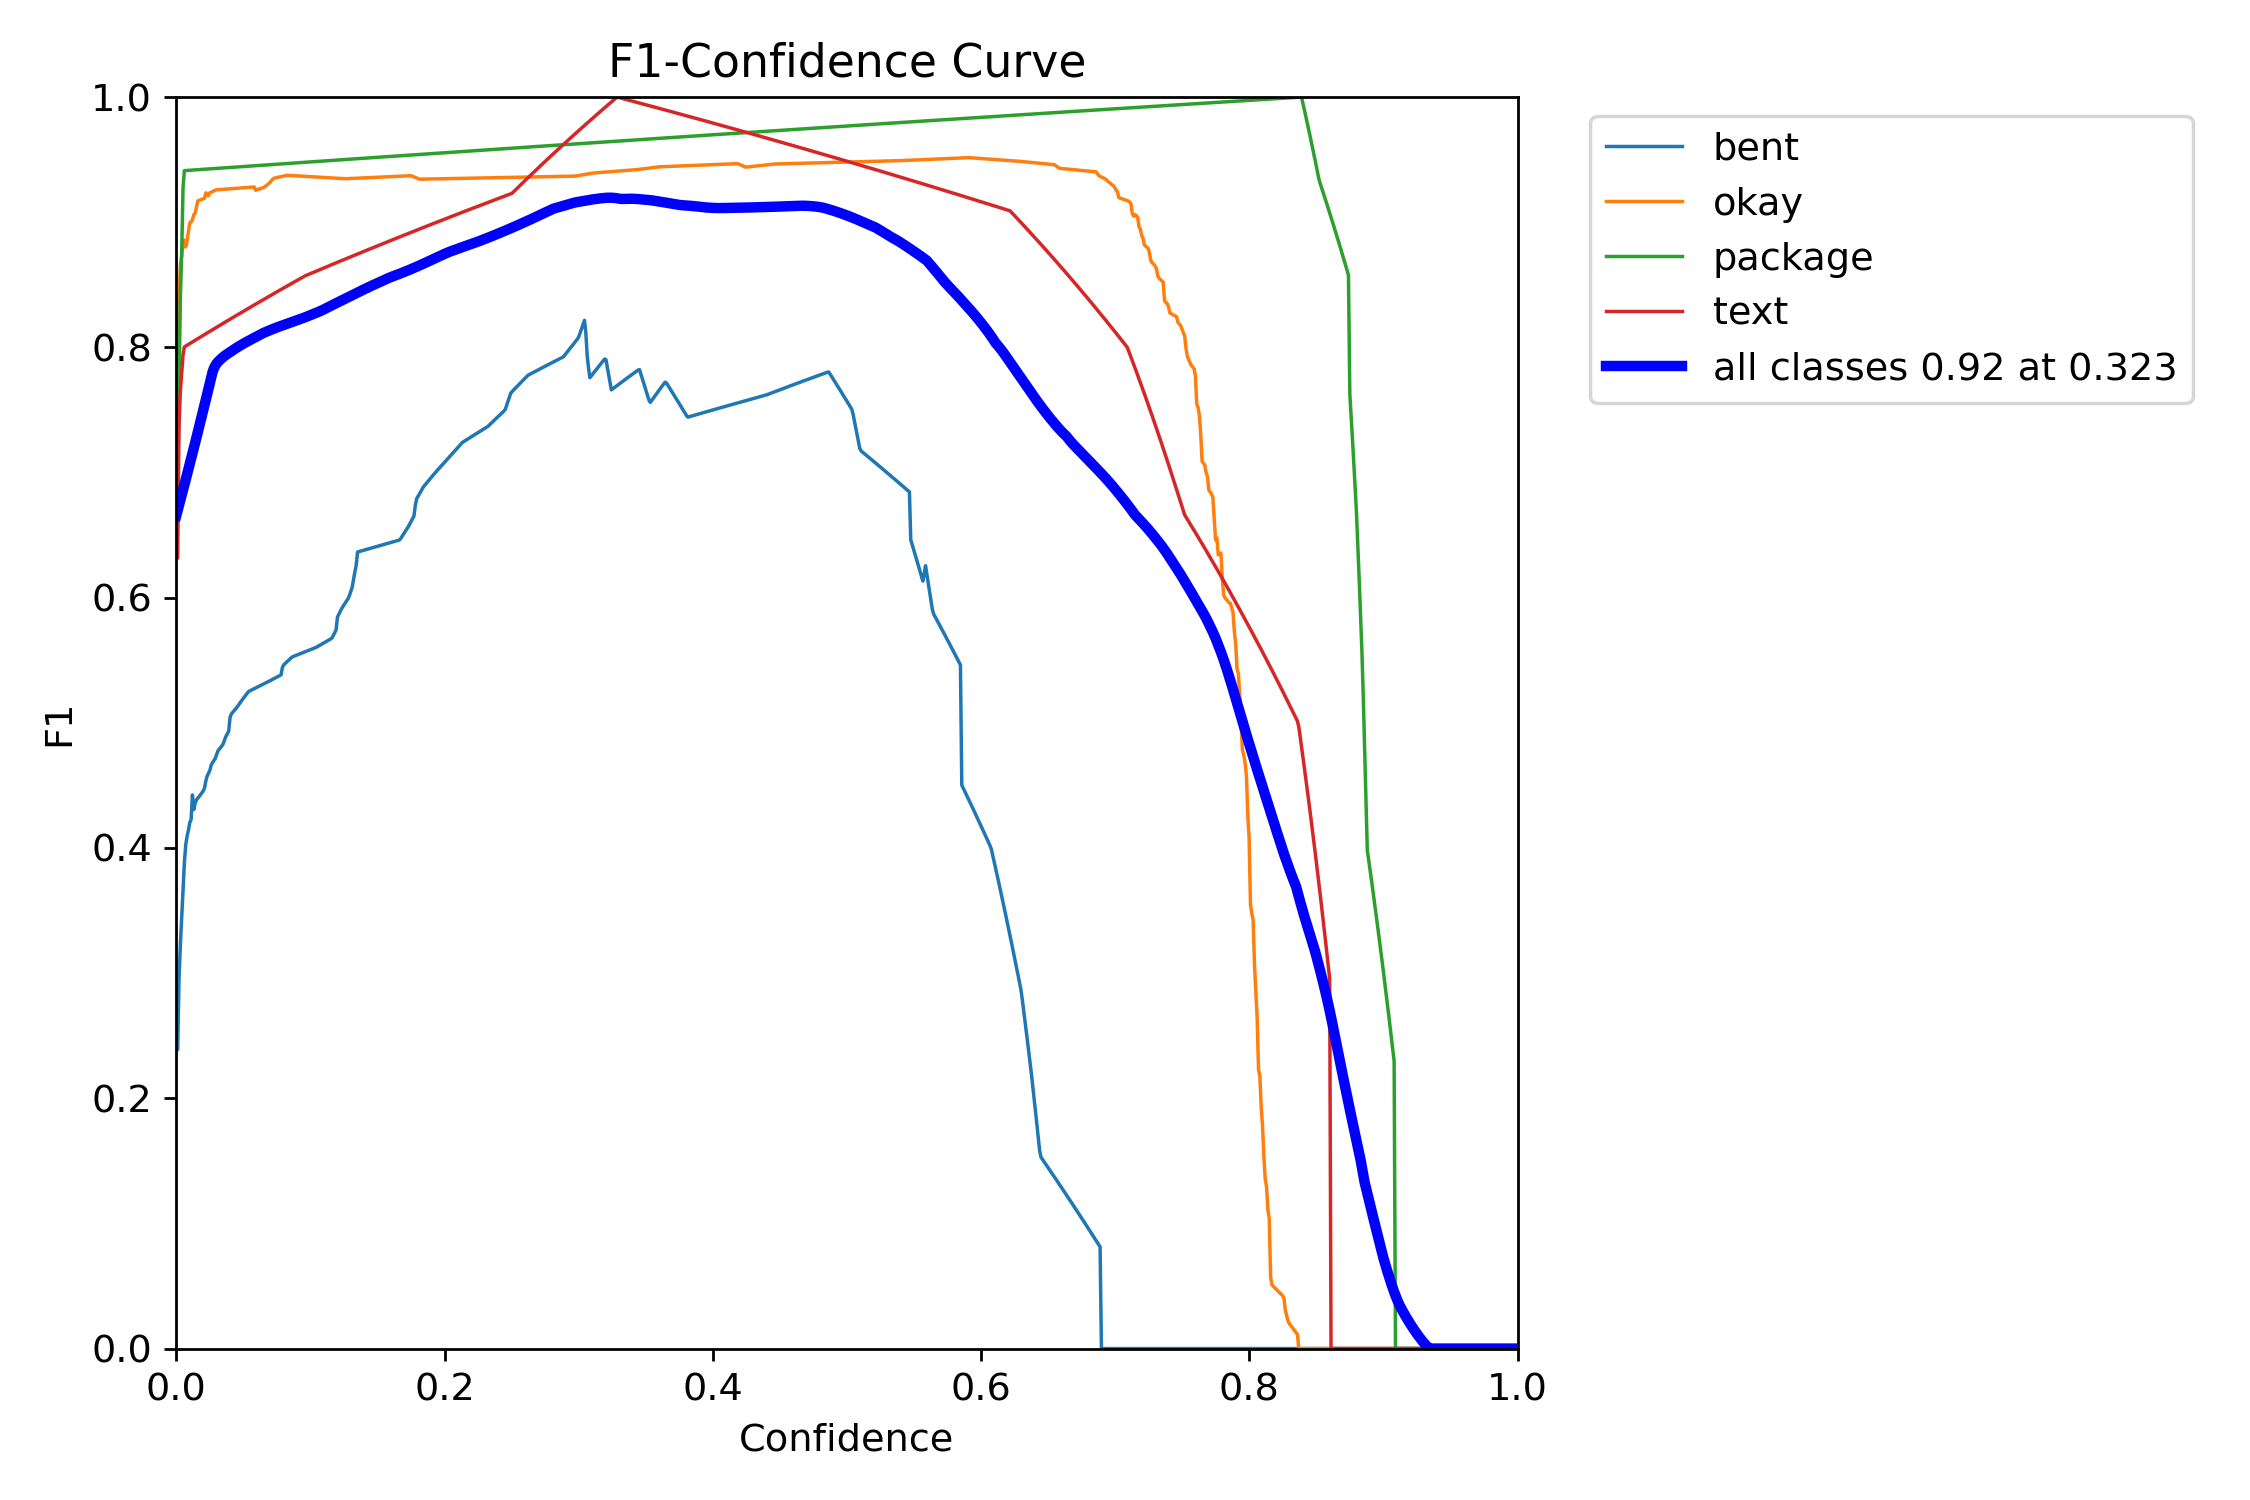 F1-Confidence Curve
1.0
0.8
0.6
0.4
0.2
0.0
F1
0.0 0.2 0.4 0.6 0.8 1.0
Confidence
bent
okay
package
text
all classes 0.92 at 0.323